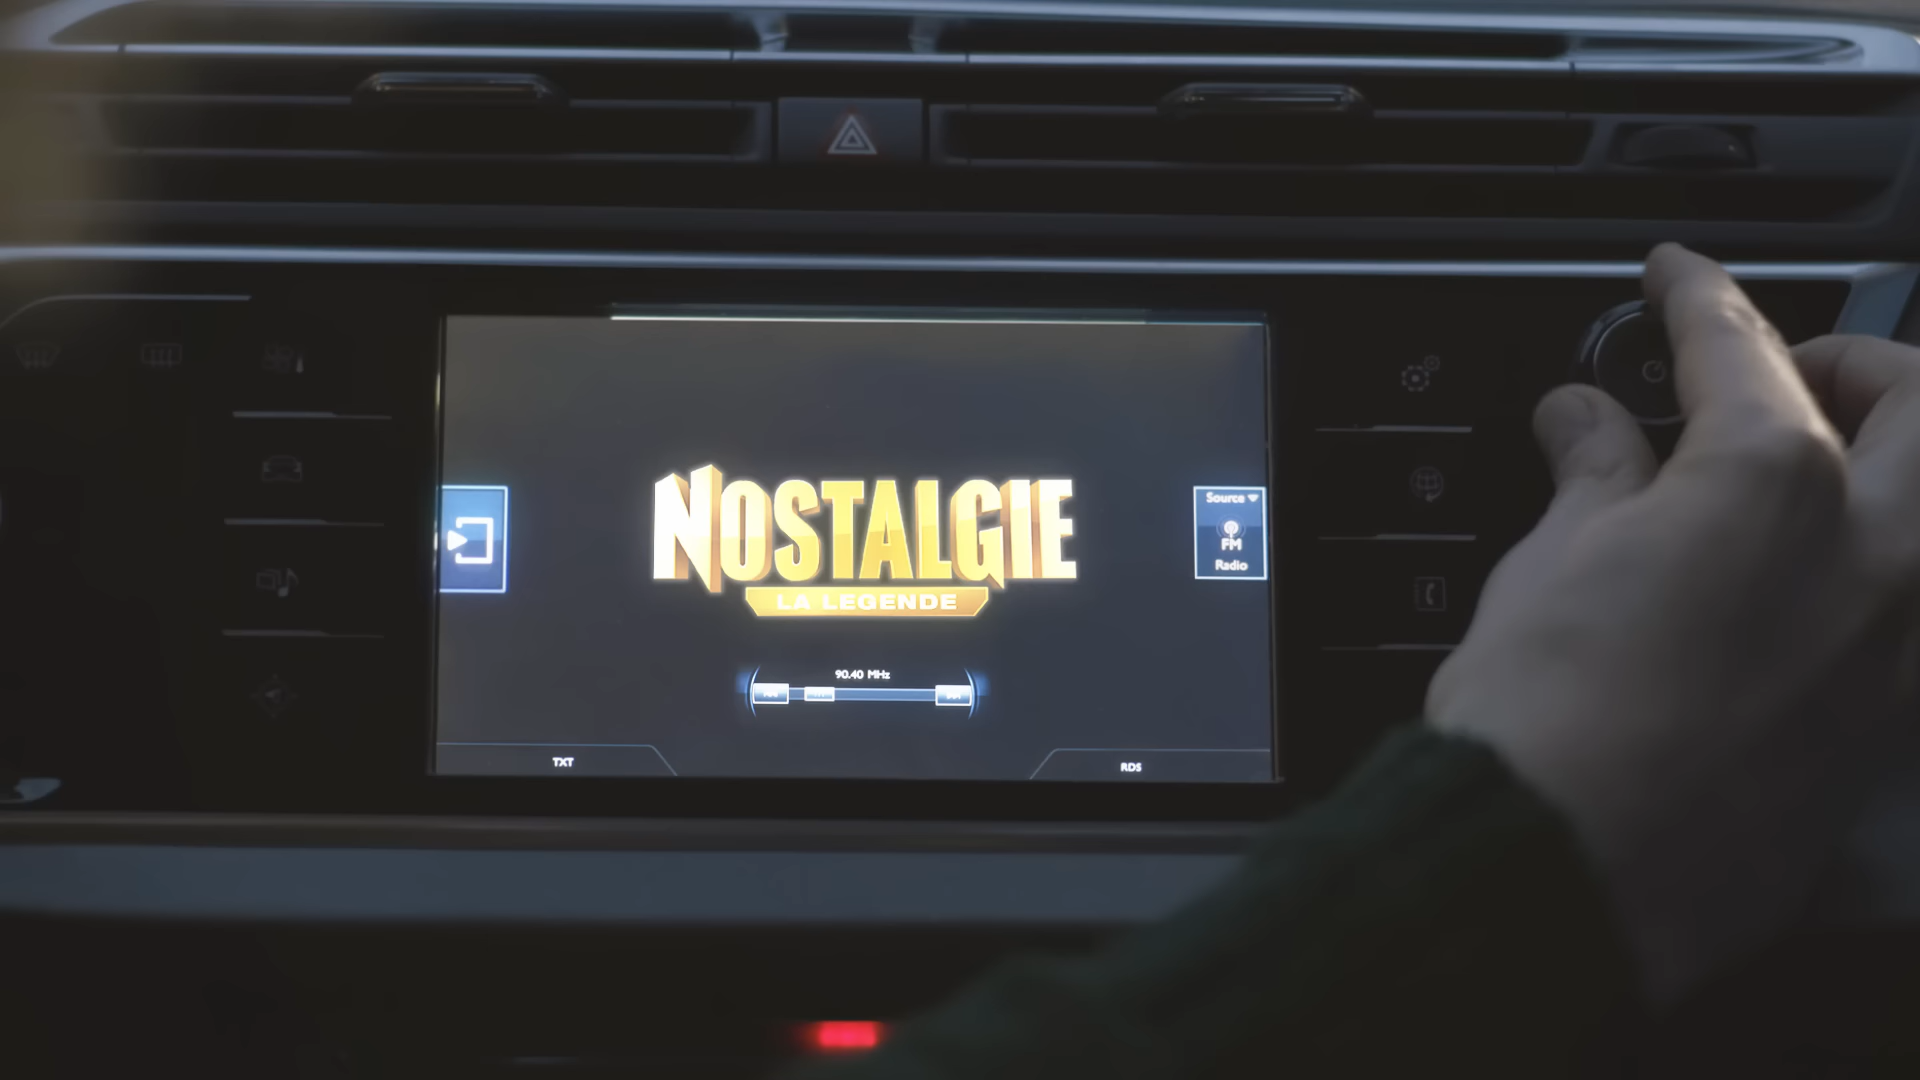 NOSTALGIE
LA LEGENDE
Source
FM
Radio
90.40 MHz
TXT
RDS